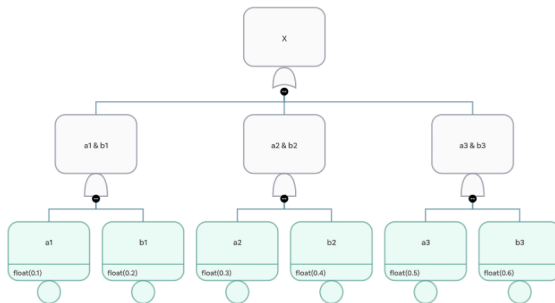 X
a1 & b1
a2 & b2
a3 & b3
a1
b1
a2
b2
a3
b3
float(0.1)
float(0.2)
float(0.3)
float(0.4)
float(0.5)
float(0.6)